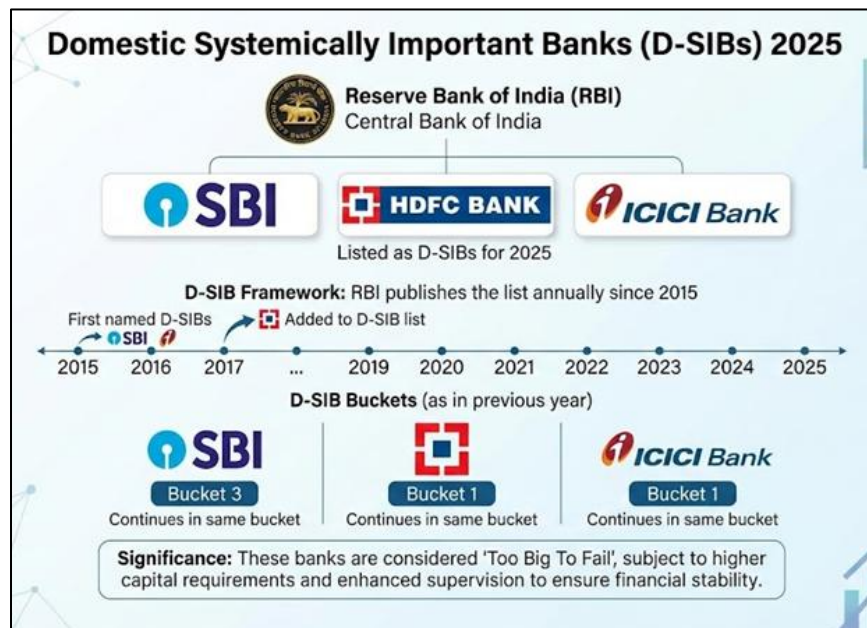 Domestic Systemically Important Banks (D-SIBs) 2025
Reserve Bank of India (RBI)
Central Bank of India
SBI
HDFC BANK
ICICI Bank
Listed as D-SIBs for 2025
D-SIB Framework: RBI publishes the list annually since 2015
First named D-SIBs
SBI
Added to D-SIB list
2015 2016 2017 ... 2019 2020 2021 2022 2023 2024 2025
D-SIB Buckets (as in previous year)
SBI
Bucket 3
Continues in same bucket
Bucket 1
Continues in same bucket
ICICI Bank
Bucket 1
Continues in same bucket
Significance: These banks are considered 'Too Big To Fail', subject to higher
capital requirements and enhanced supervision to ensure financial stability.